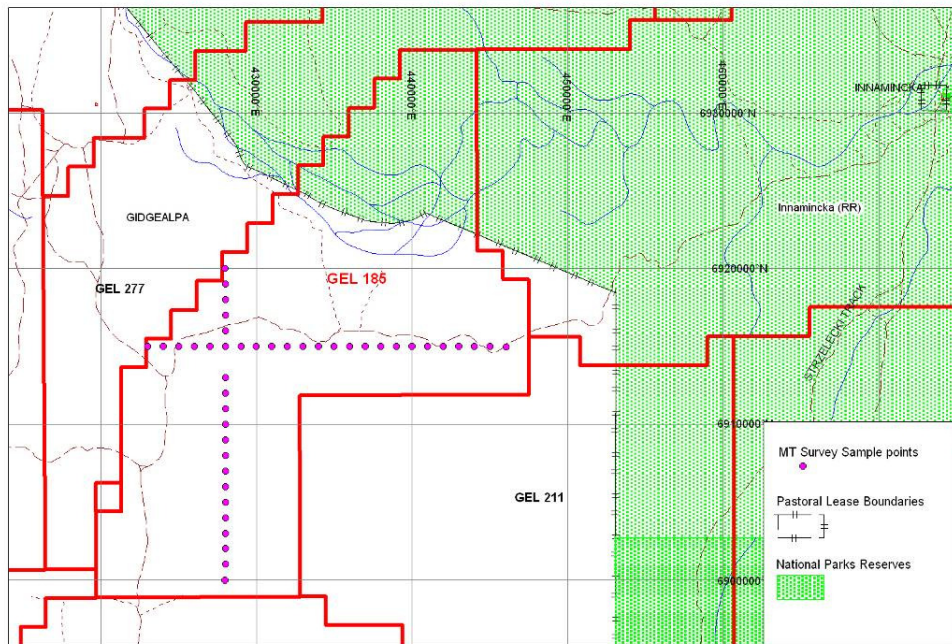 430000°E
440000°E
450000°E
460000°E
INNAMINCKA
6930000°N
GIDGEALPA
Innamincka (RR)
6920000°N
GEL 185
GEL 277
STRZELECKI TRACK
6910000°N
MT Survey Sample points
GEL 211
Pastoral Lease Boundaries
National Parks Reserves
6900000°N